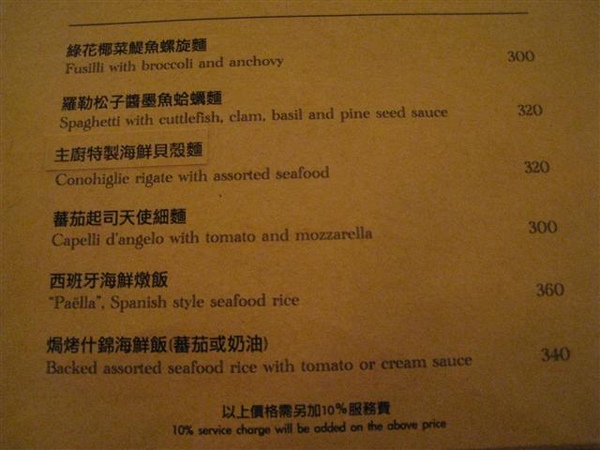 綠花椰菜鯷魚螺旋麵
Fusilli with broccoli and anchovy 300
羅勒松子醬墨魚蛤蠣麵
Spaghetti with cuttlefish, clam, basil and pine seed sauce 320
主廚特製海鮮貝殼麵
Conohiglie rigate with assorted seafood 320
蕃茄起司天使細麵
Capelli d'angelo with tomato and mozzarella 300
西班牙海鮮燉飯
"Paëlla", Spanish style seafood rice 360
焗烤什錦海鮮飯(蕃茄或奶油)
Backed assorted seafood rice with tomato or cream sauce 340
以上價格需另加10%服務費
10% service charge will be added on the above price